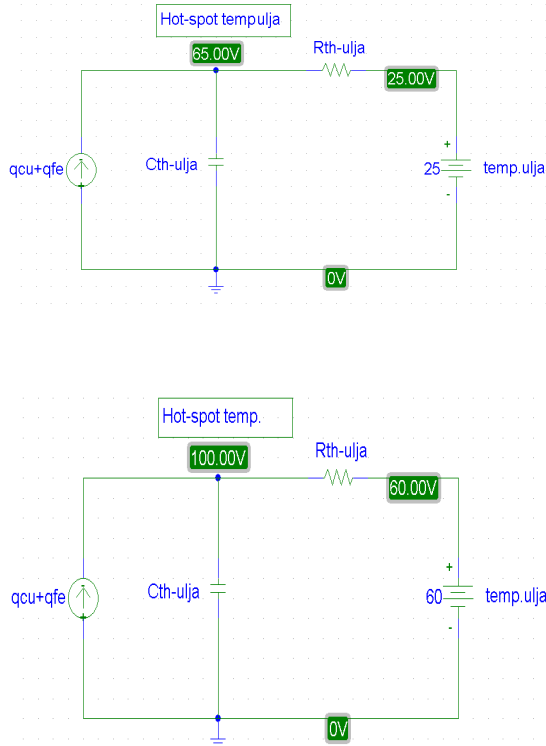 Hot-spot tempulja
65.00V
Rth-ulja
25.00V
qcu+qfe
Cth-ulja
+
25
temp.ulja
-
-
+
0V
Hot-spot temp.
100.00V
Rth-ulja
60.00V
qcu+qfe
Cth-ulja
+
60
temp.ulja
-
-
+
0V